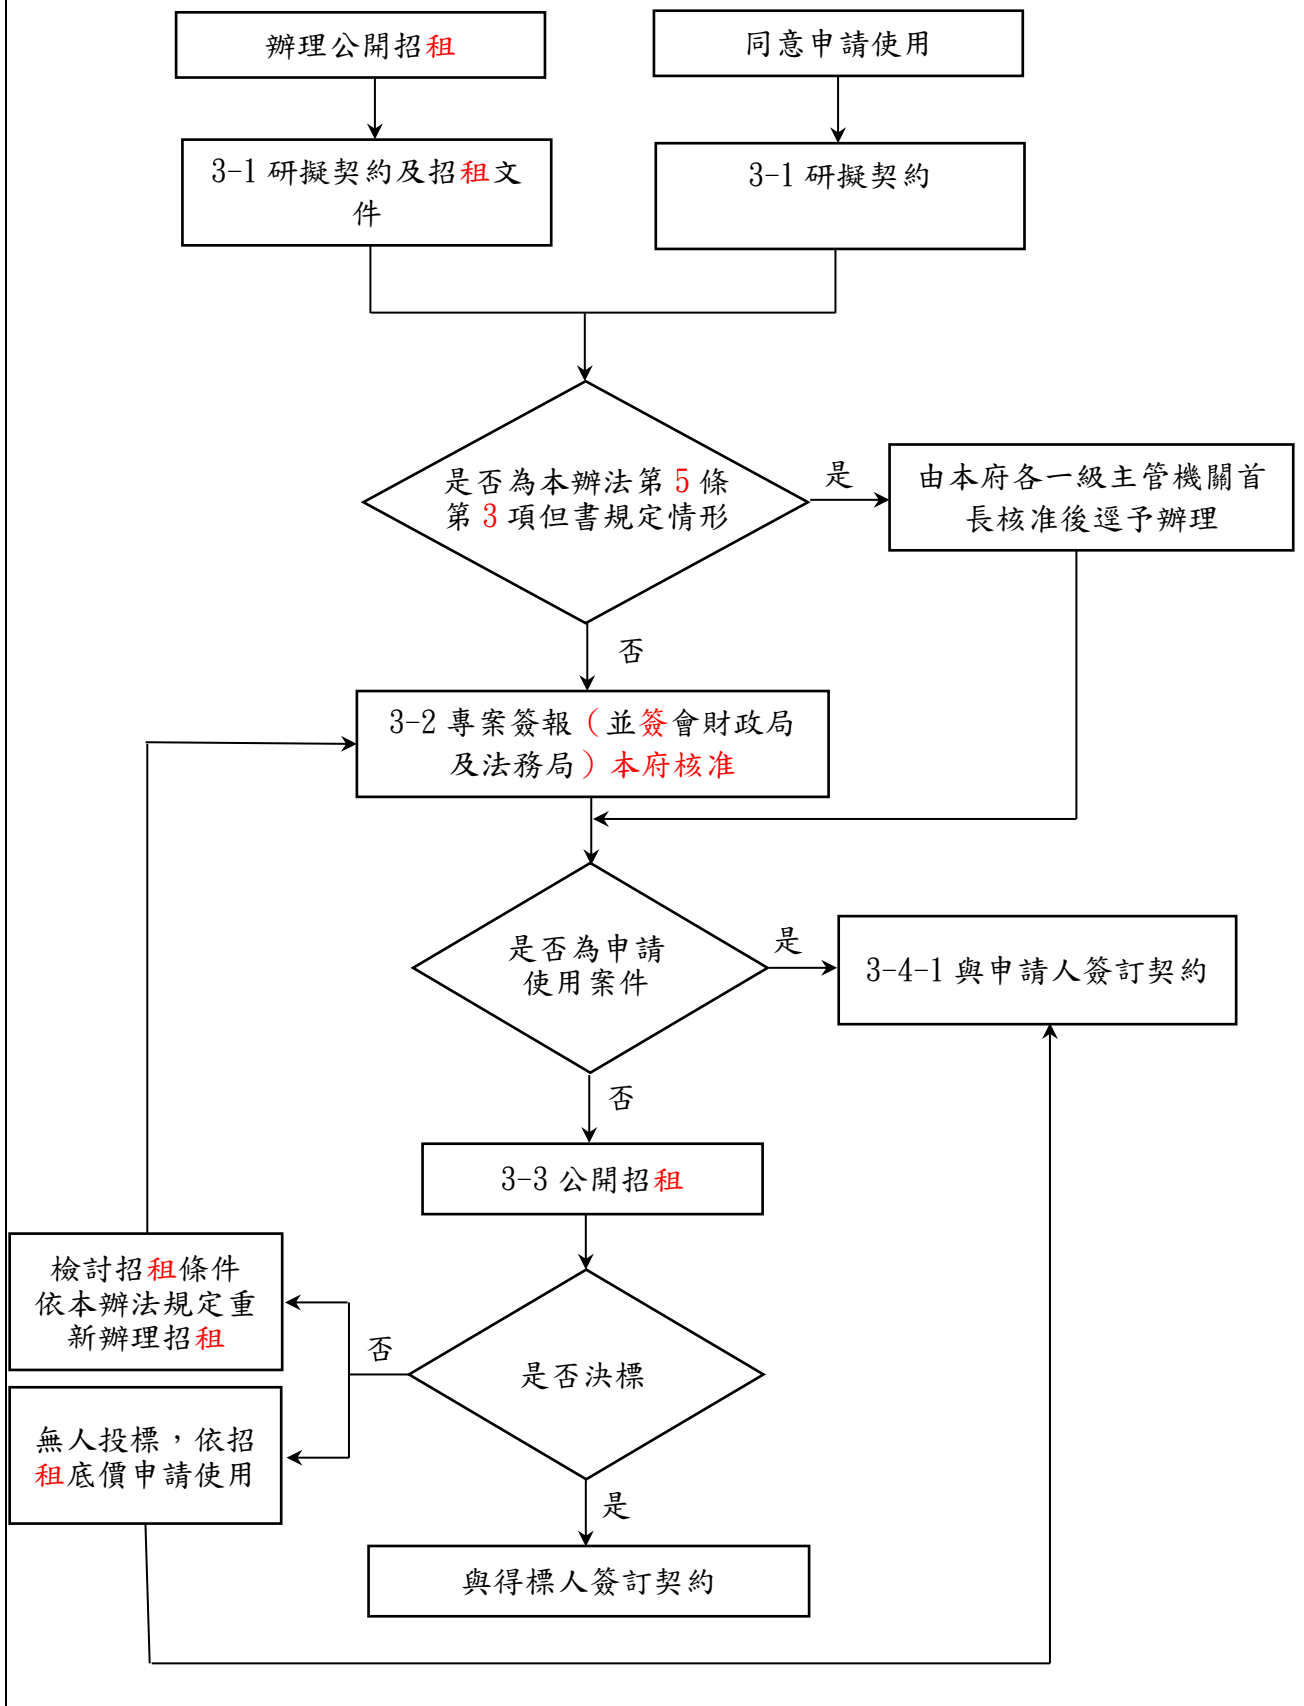 辦理公開招租
同意申請使用
3-1 研擬契約及招租文
件
3-1 研擬契約
是否為本辦法第 5 條
第 3 項但書規定情形
是
由本府各一級主管機關首
長核准後逕予辦理
否
3-2 專案簽報（並簽會財政局
及法務局）本府核准
是否為申請
使用案件
是
3-4-1 與申請人簽訂契約
否
3-3 公開招租
檢討招租條件
依本辦法規定重
新辦理招租
否
是否決標
無人投標，依招
租底價申請使用
是
與得標人簽訂契約